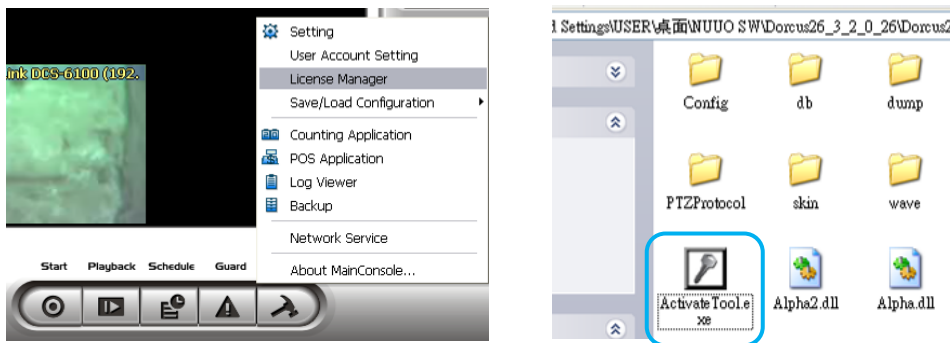 Setting
User Account Setting
License Manager
Save/Load Configuration
Counting Application
POS Application
Log Viewer
Backup
Network Service
About MainConsole...
ink DCS-6100 (192.
Start Playback Schedule Guard
d Settings\USER\桌面\NUUO SW\Dorcus26_3_2_0_26\Dorcus2
Config db dump
PTZProtocol skin wave
ActivateTool.e
xe
Alpha2.dll Alpha.dll